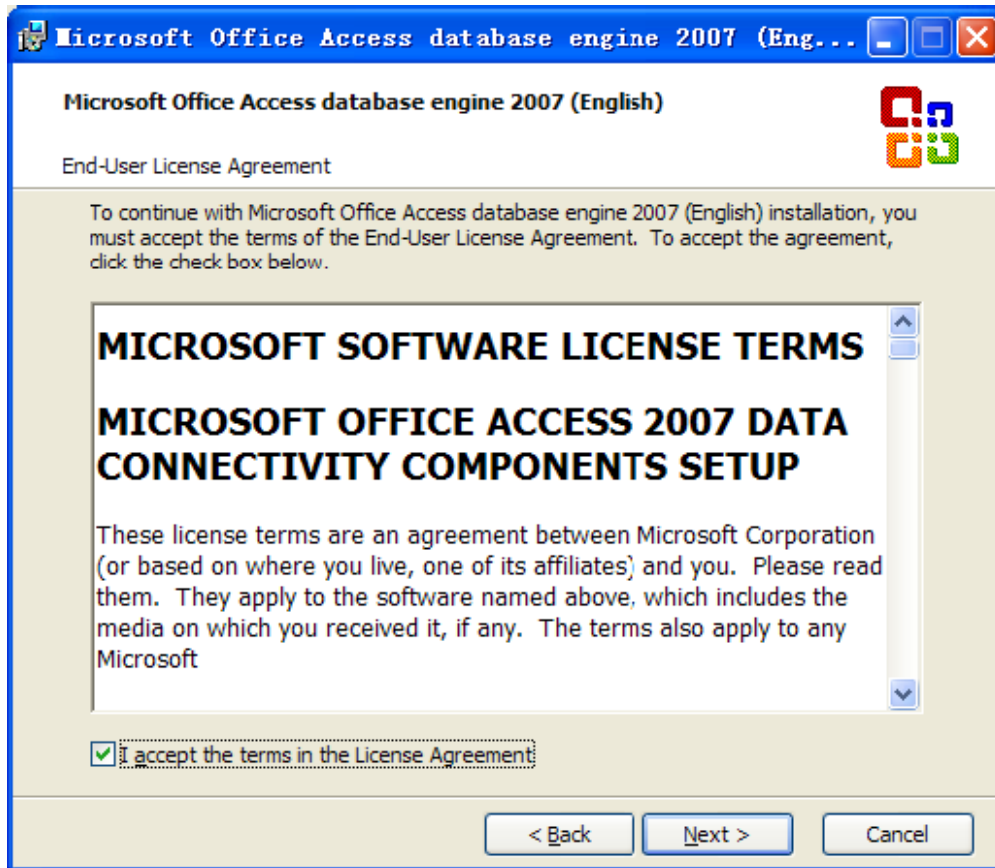 Microsoft Office Access database engine 2007 (Eng...
Microsoft Office Access database engine 2007 (English)
End-User License Agreement
To continue with Microsoft Office Access database engine 2007 (English) installation, you
must accept the terms of the End-User License Agreement.  To accept the agreement,
click the check box below.
MICROSOFT SOFTWARE LICENSE TERMS
MICROSOFT OFFICE ACCESS 2007 DATA
CONNECTIVITY COMPONENTS SETUP
These license terms are an agreement between Microsoft Corporation
(or based on where you live, one of its affiliates) and you.  Please read
them.  They apply to the software named above, which includes the
media on which you received it, if any.  The terms also apply to any
Microsoft
I accept the terms in the License Agreement
< Back Next > Cancel